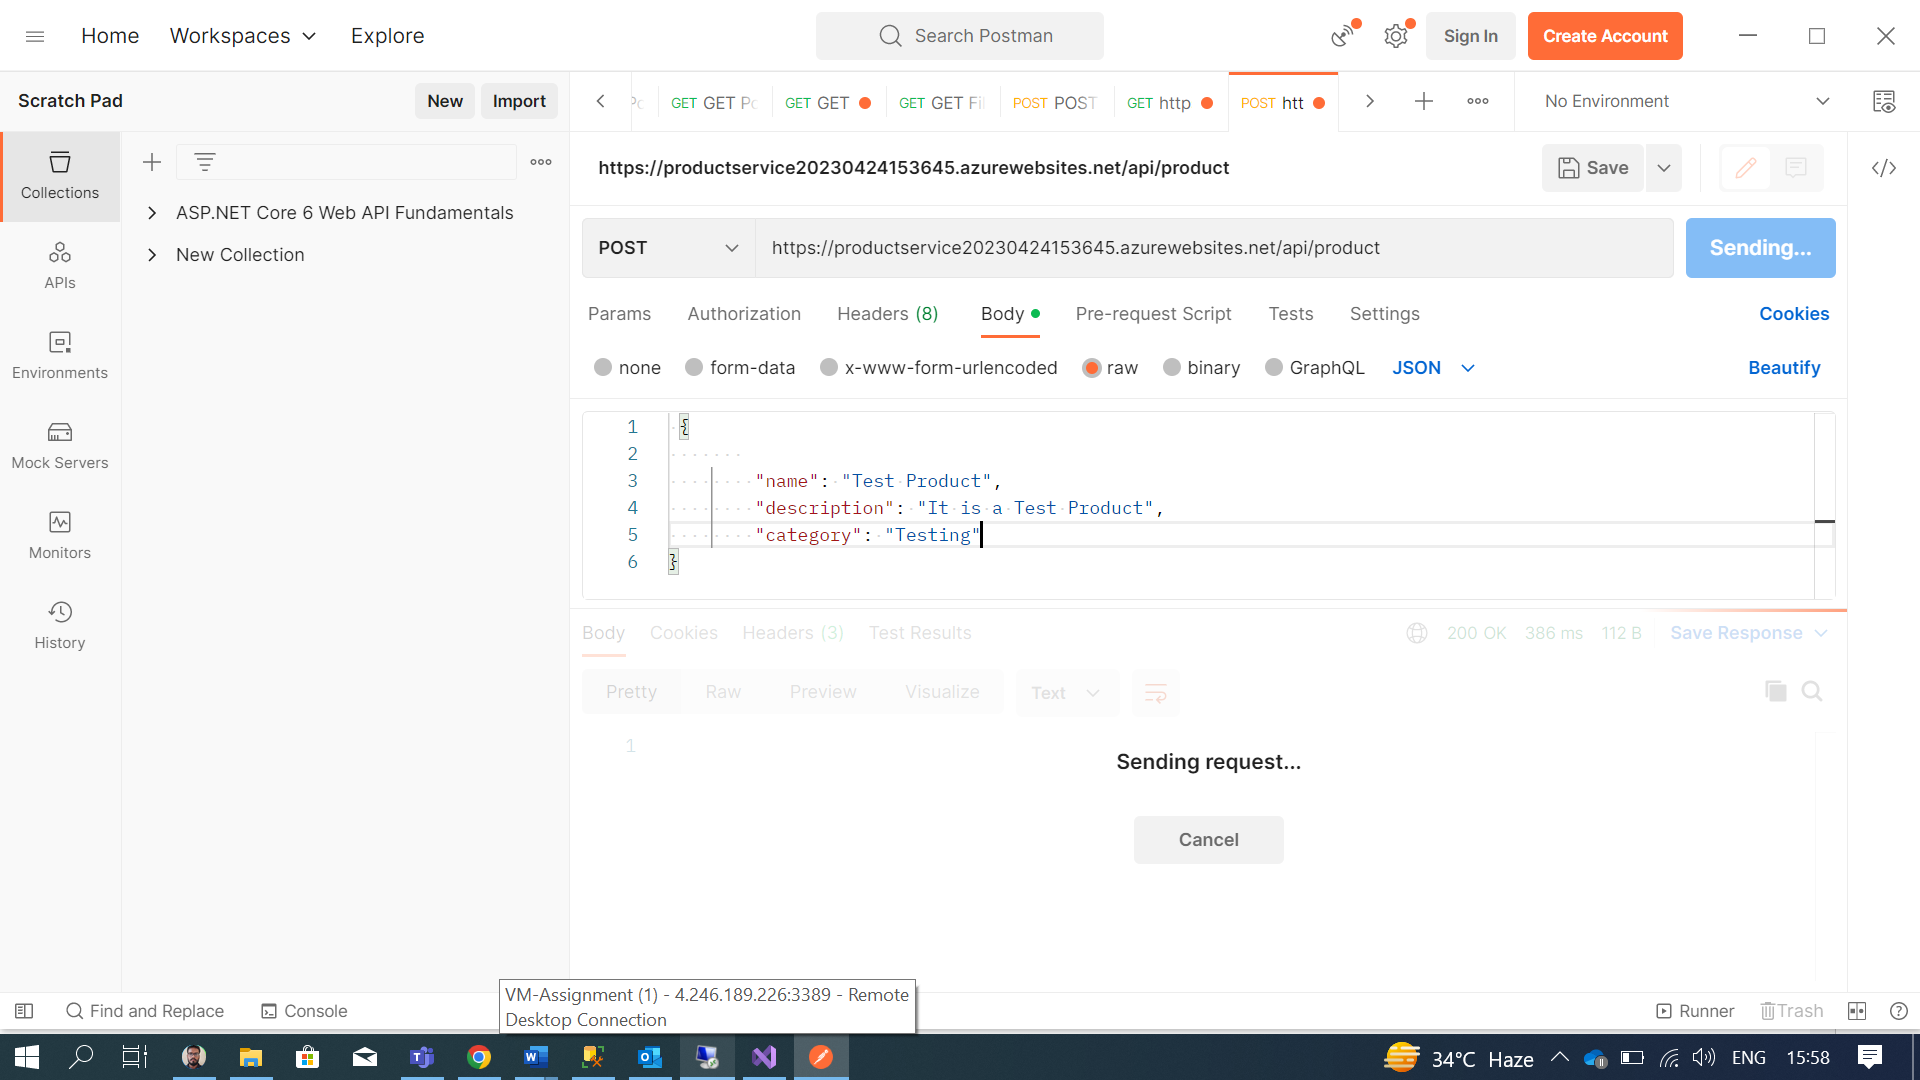 Home Workspaces Explore Search Postman Sign In Create Account
Scratch Pad New Import GET GET Po GET GET GET GET Fi POST POST GET http POST htt No Environment
Collections
APIs
Environments
Mock Servers
Monitors
History
ASP.NET Core 6 Web API Fundamentals
New Collection
https://productservice20230424153645.azurewebsites.net/api/product Save
POST https://productservice20230424153645.azurewebsites.net/api/product Sending...
Params Authorization Headers (8) Body Pre-request Script Tests Settings Cookies
none form-data x-www-form-urlencoded raw binary GraphQL JSON Beautify
1 {
2
3 "name": "Test Product",
4 "description": "It is a Test Product",
5 "category": "Testing"
6 }
Body Cookies Headers (3) Test Results 200 OK 386 ms 112 B Save Response
Pretty Raw Preview Visualize Text
1
Sending request...
Cancel
VM-Assignment (1) - 4.246.189.226:3389 - Remote
Desktop Connection
Find and Replace Console Runner Trash
34°C Haze ENG 15:58